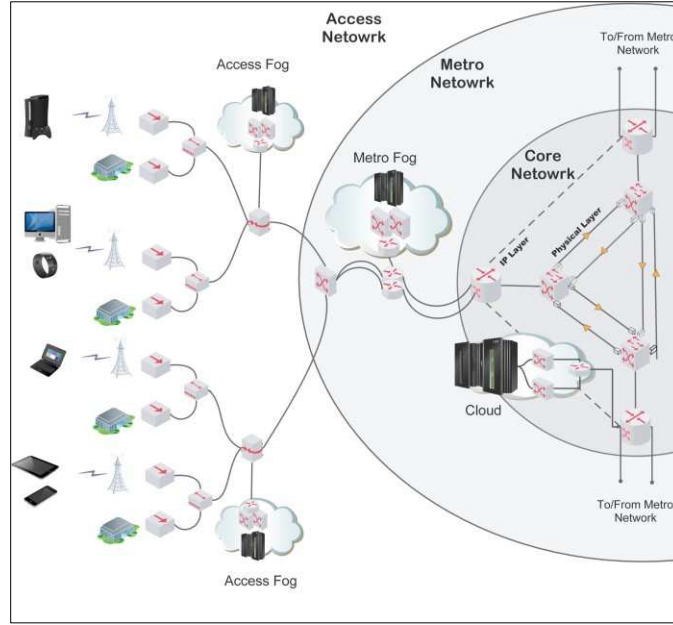 Access
Netowrk
To/From Metro
Network
Access Fog
Metro
Netowrk
Metro Fog
Core
Netowrk
IP Layer
Physical Layer
Cloud
To/From Metro
Network
Access Fog